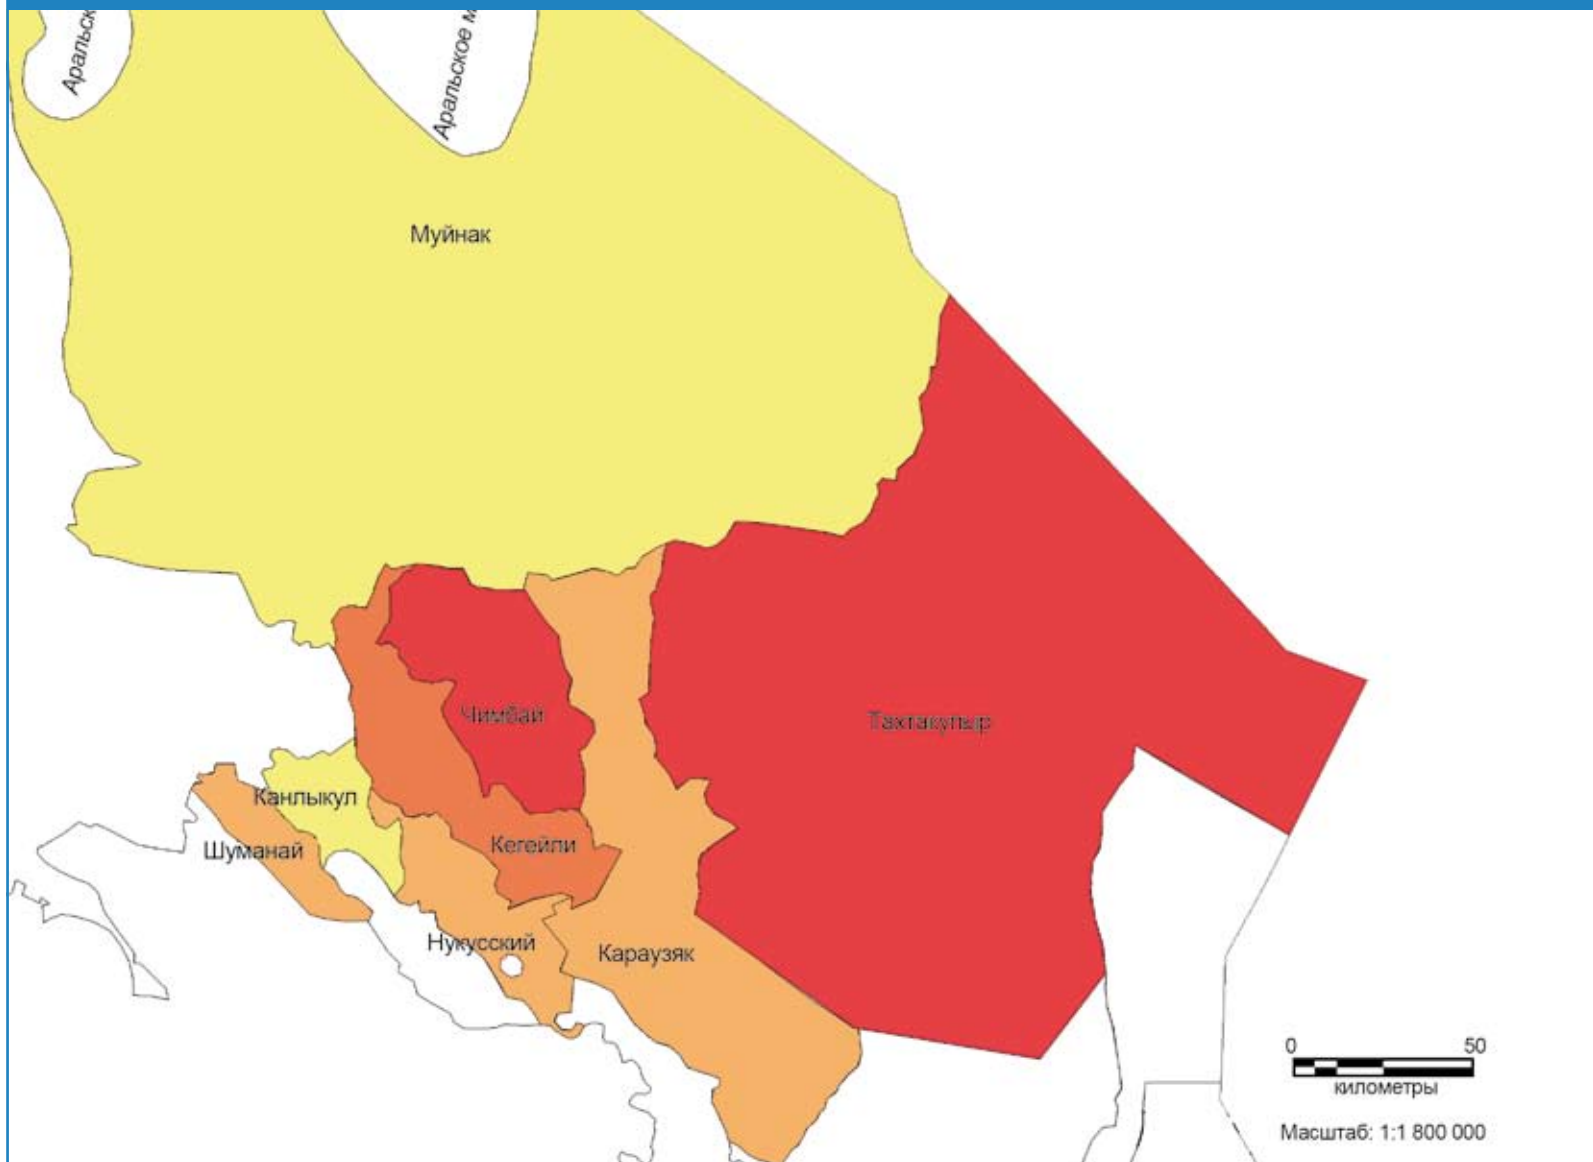 Аральск
Аральское м
Муйнак
Чимбай
Тахтакупыр
Канлыкул
Шуманай
Кегейли
Нукусский
Караузяк
0 50
километры
Масштаб: 1:1 800 000